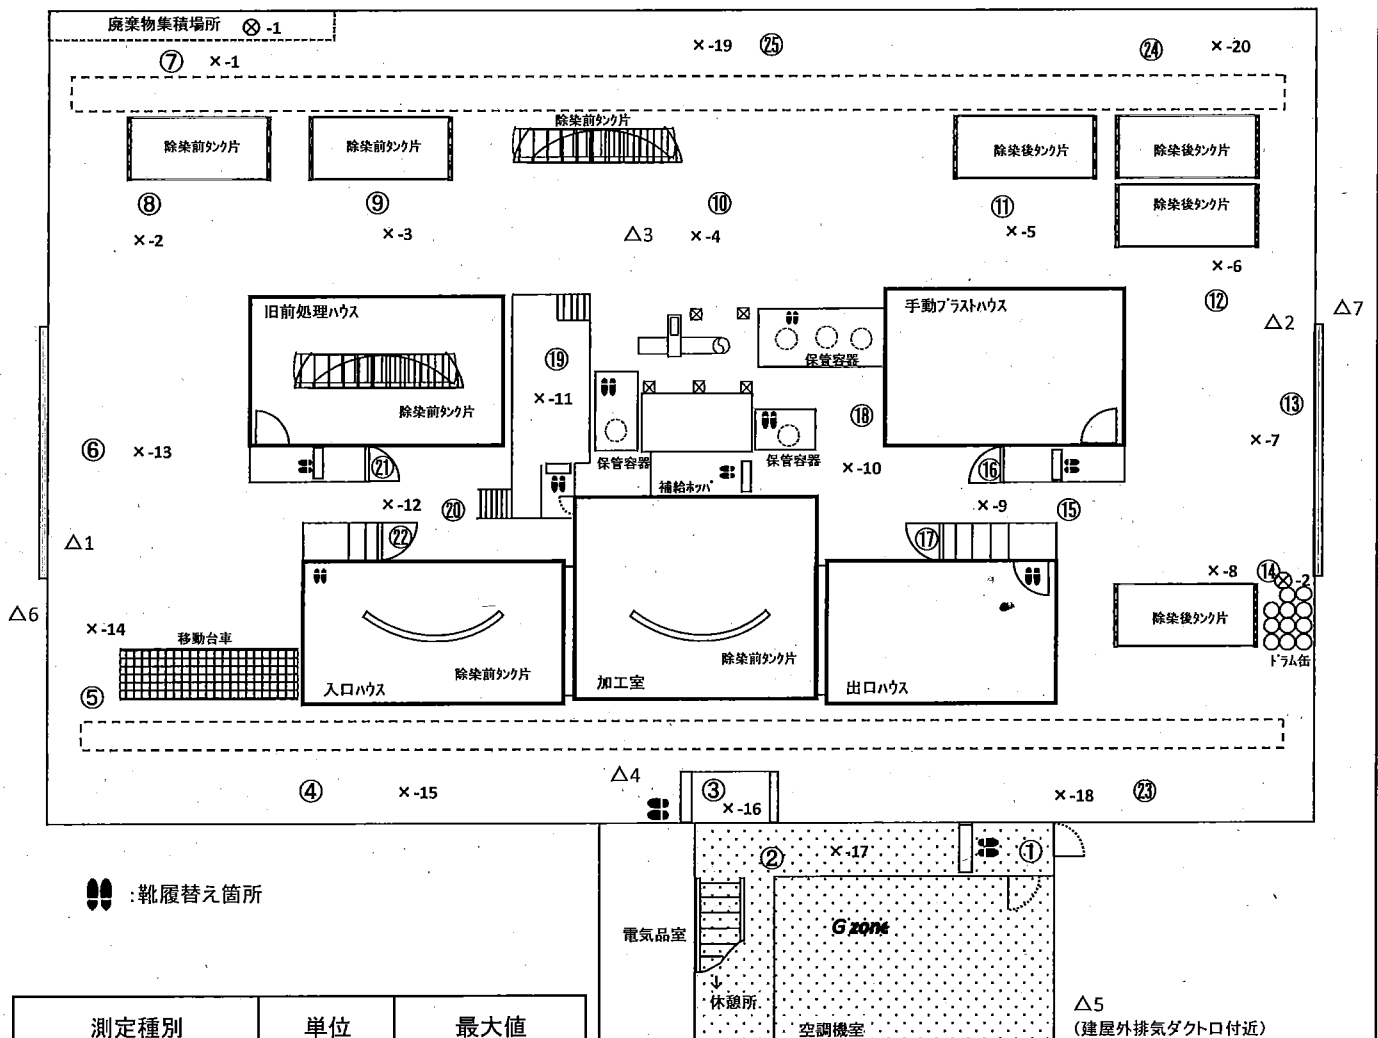 廃棄物集積場所 ⊗ -1
⑦ ×-1
×-19 ㉕
㉔ ×-20
除染前タンク片
除染前タンク片
除染前タンク片
除染後タンク片
除染後タンク片
除染後タンク片
⑧
⑨
⑩
⑪
×-2
×-3
△3
×-4
×-5
×-6
⑫
△2
△7
旧前処理ハウス
除染前タンク片
⑲
×-11
保管容器
保管容器
保管容器
手動ブラストハウス
⑱
⑬
×-7
⑥ ×-13
㉑
×-10
⑯
補給ホッパ
×-12 ⑳
×-9 ⑮
㉒
⑰
△1
×-8 ⑭
⊗-2
△6
×-14
移動台車
除染後タンク片
ドラム缶
⑤
入口ハウス
除染前タンク片
加工室
除染前タンク片
出口ハウス
④ ×-15
△4
③
×-16
×-18 ㉓
② ×-17 ①
:靴履替え箇所
電気品室
G zone
休憩所
空調機室
△5
(建屋外排気ダクト口付近)
測定種別 単位 最大値